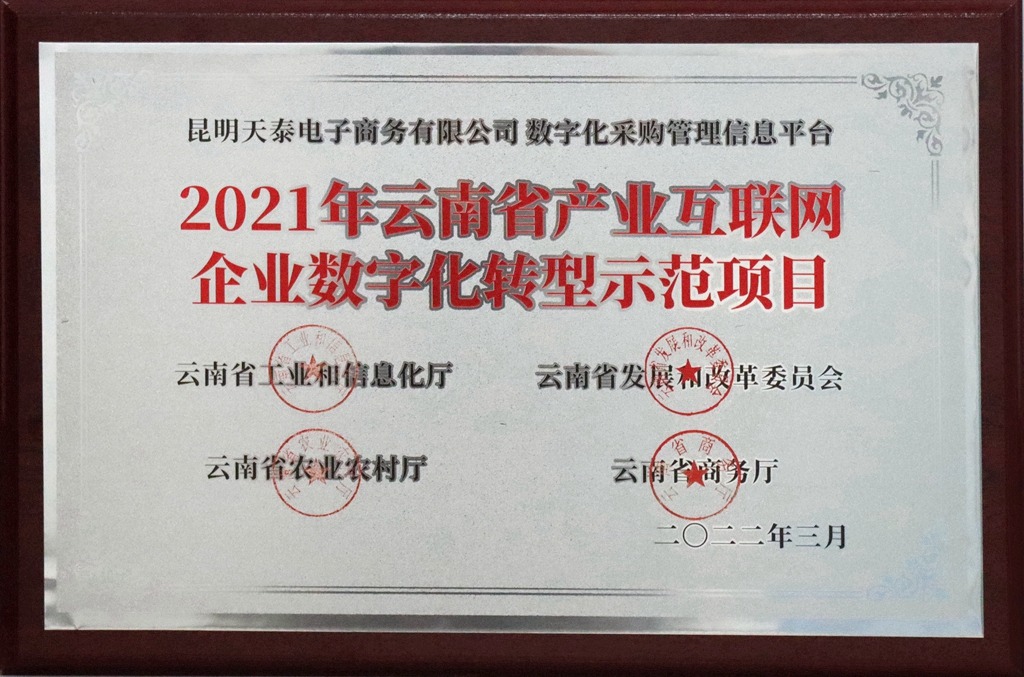 昆明天泰电子商务有限公司 数字化采购管理信息平台
2021年云南省产业互联网
企业数字化转型示范项目
云南省工业和信息化厅 云南省发展和改革委员会
云南省农业农村厅 云南省商务厅
二〇二二年三月